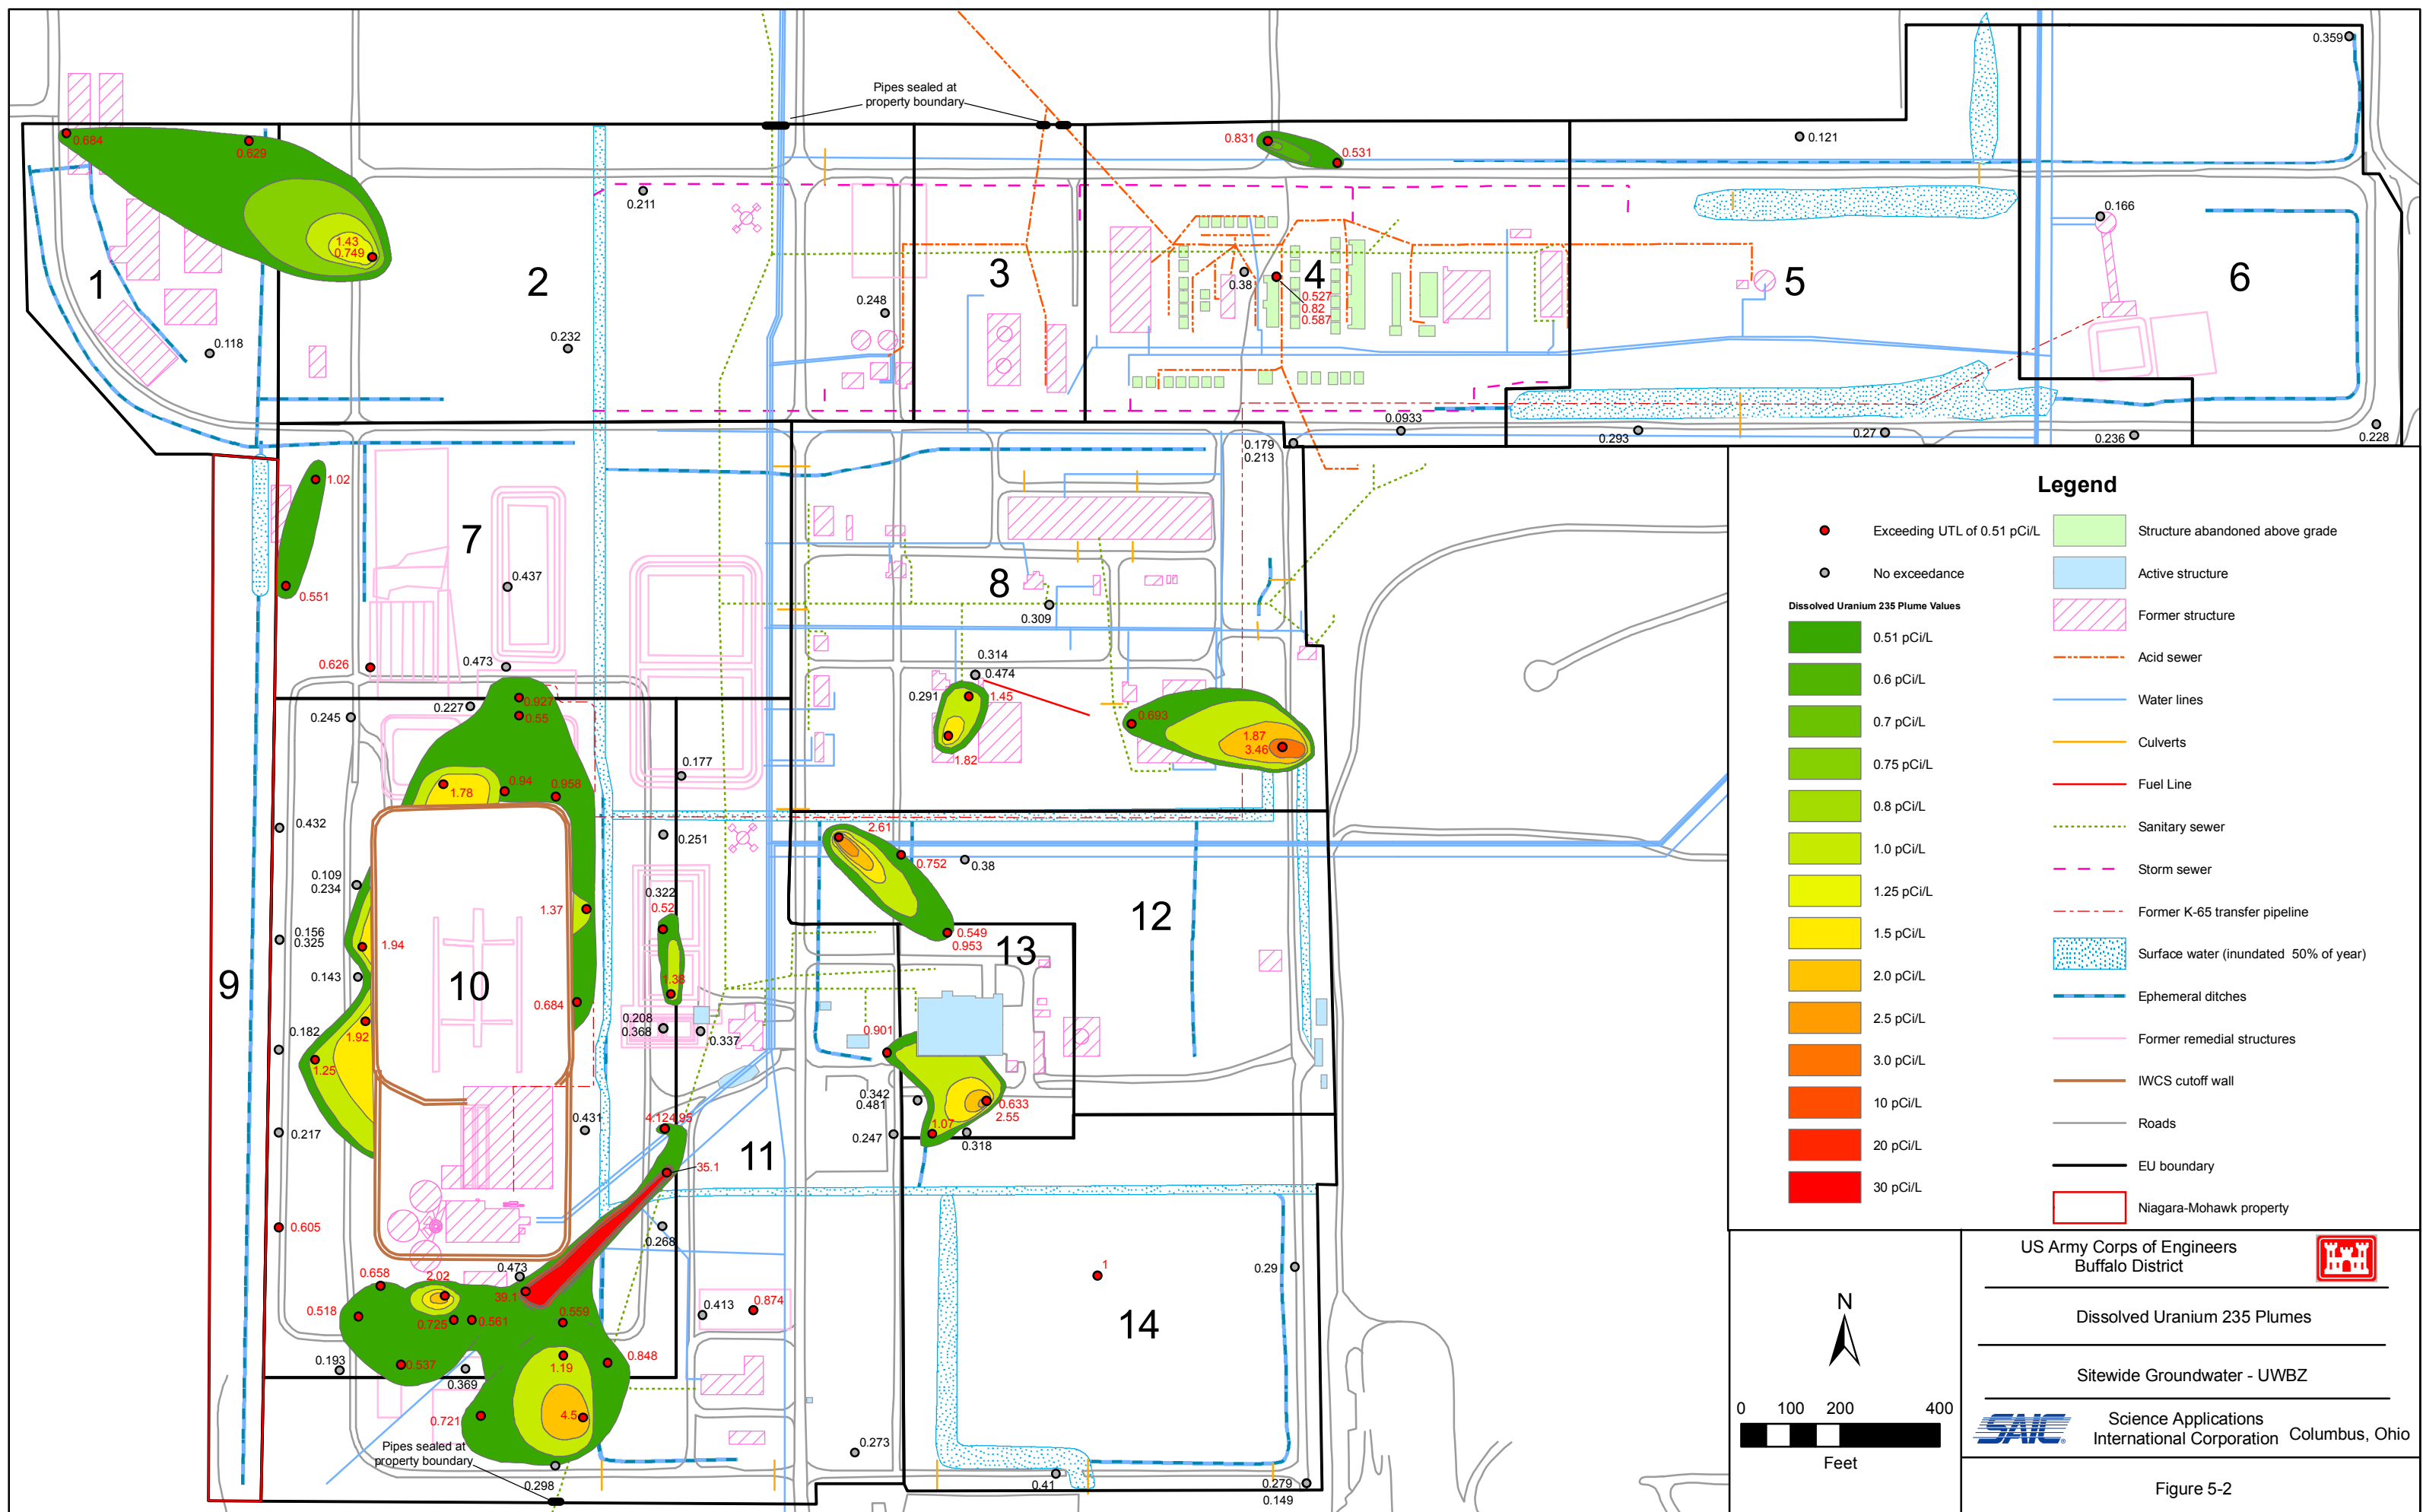 Pipes sealed at
property boundary
0.359
0.684
0.629
0.831
0.531
0.121
0.211
0.166
1.43
0.749
1
2
3
4
5
6
0.248
0.38
0.527
0.82
0.587
0.118
0.232
0.0933
0.179
0.213
0.293
0.27
0.236
0.228
1.02
7
0.437
0.551
8
0.309
0.626
0.473
0.314
0.474
0.291
1.45
0.927
0.55
0.227
0.245
0.693
1.87
3.46
1.82
0.177
1.78
0.94
0.958
0.432
0.251
2.61
0.752
0.38
0.109
0.234
0.322
0.52
1.37
12
0.156
0.325
1.94
0.549
0.953
13
0.143
9
10
1.38
0.684
0.182
1.92
0.208
0.368
0.337
0.901
1.25
0.342
0.481
0.633
2.55
0.431
4.12
4.95
1.07
0.217
0.247
0.318
11
35.1
0.605
0.268
1
0.29
0.658
2.02
0.473
39.1
0.518
0.725
0.561
0.559
0.413
0.874
14
0.193
0.537
0.369
1.19
0.848
0.721
4.5
Pipes sealed at
property boundary
0.298
0.273
0.41
0.279
0.149
Legend
Exceeding UTL of 0.51 pCi/L
No exceedance
Dissolved Uranium 235 Plume Values
0.51 pCi/L
0.6 pCi/L
0.7 pCi/L
0.75 pCi/L
0.8 pCi/L
1.0 pCi/L
1.25 pCi/L
1.5 pCi/L
2.0 pCi/L
2.5 pCi/L
3.0 pCi/L
10 pCi/L
20 pCi/L
30 pCi/L
Structure abandoned above grade
Active structure
Former structure
Acid sewer
Water lines
Culverts
Fuel Line
Sanitary sewer
Storm sewer
Former K-65 transfer pipeline
Surface water (inundated 50% of year)
Ephemeral ditches
Former remedial structures
IWCS cutoff wall
Roads
EU boundary
Niagara-Mohawk property
N
0 100 200 400
Feet
US Army Corps of Engineers
Buffalo District
Dissolved Uranium 235 Plumes
Sitewide Groundwater - UWBZ
SAIC
Science Applications
International Corporation Columbus, Ohio
Figure 5-2